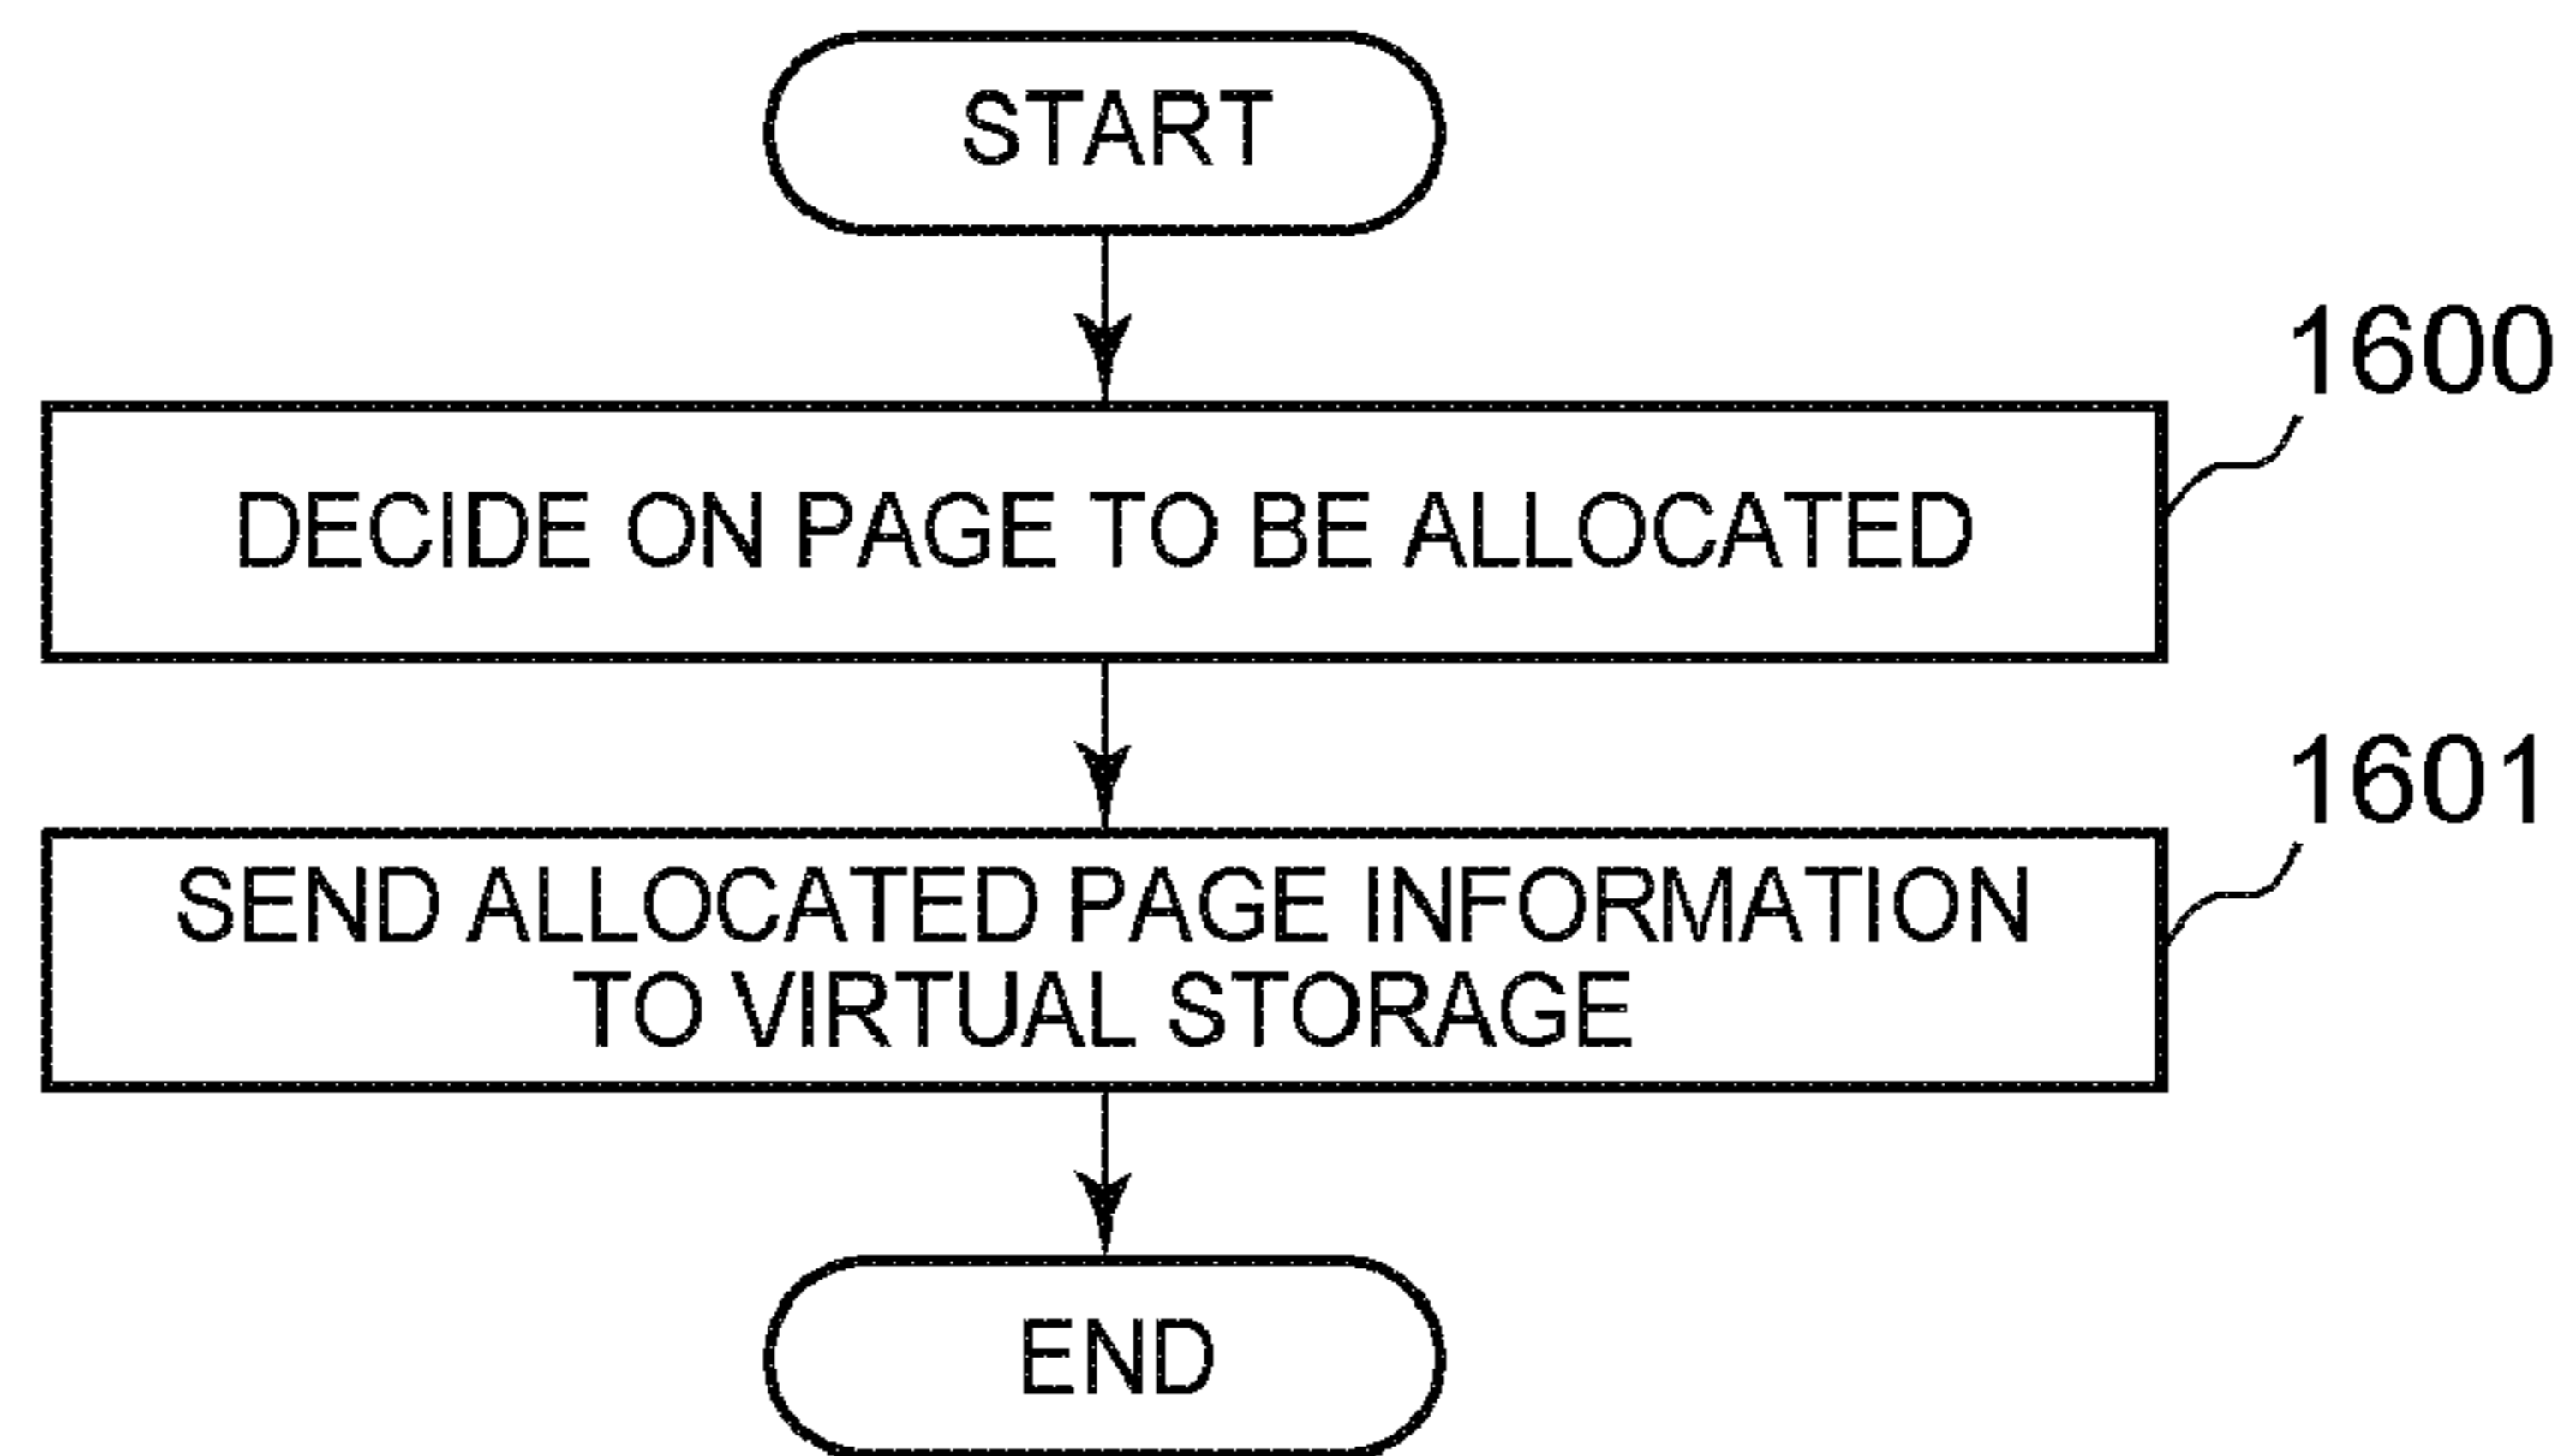 START
1600
DECIDE ON PAGE TO BE ALLOCATED
1601
SEND ALLOCATED PAGE INFORMATION
TO VIRTUAL STORAGE
END